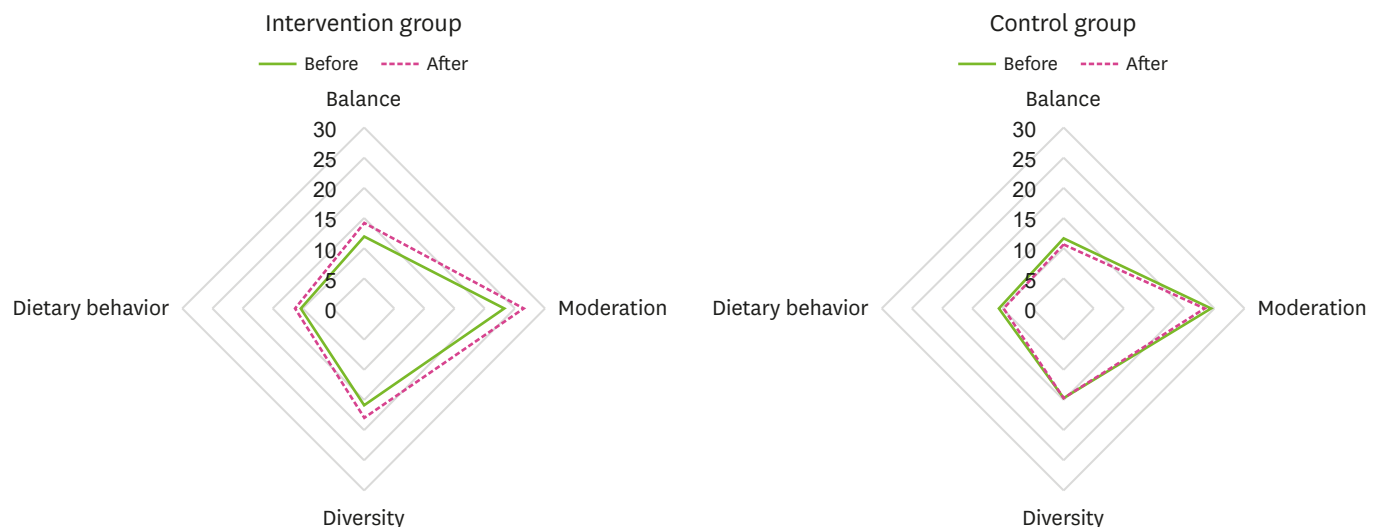 Intervention group
Before After
Balance
30
25
20
15
10
5
0
Dietary behavior
Moderation
Diversity
Control group
Before After
Balance
30
25
20
15
10
5
0
Dietary behavior
Moderation
Diversity